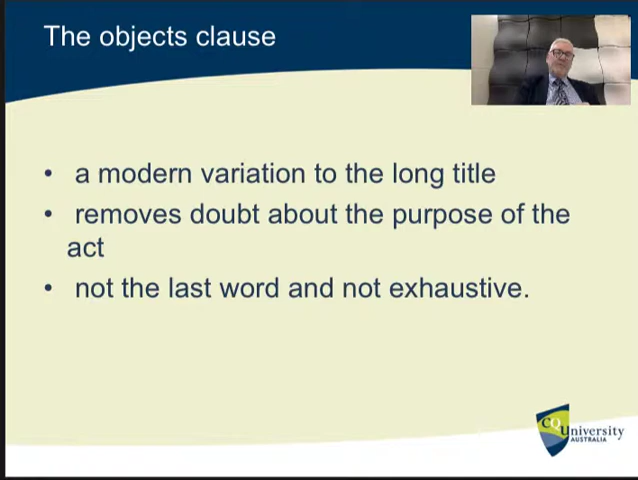 The objects clause
• a modern variation to the long title
• removes doubt about the purpose of the
act
• not the last word and not exhaustive.
CQUniversity
AUSTRALIA